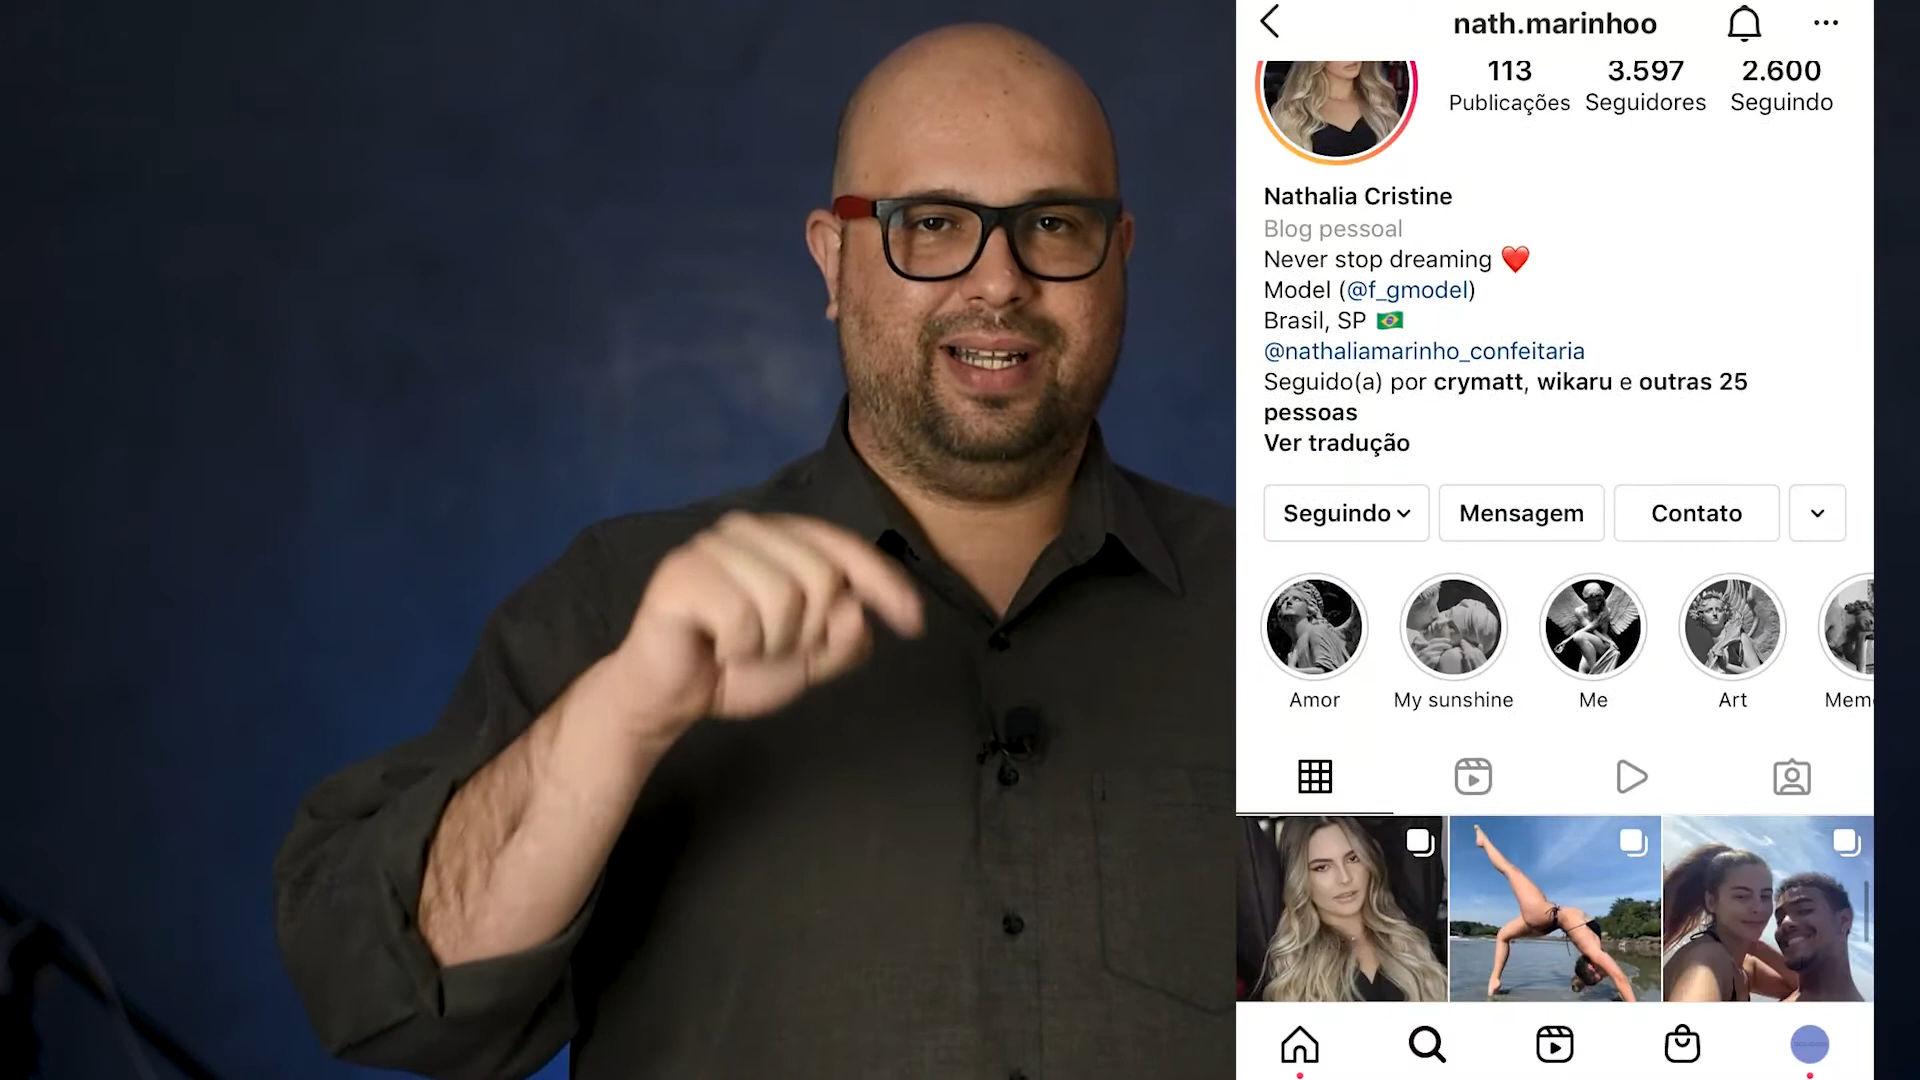 nath.marinhoo
113
3.597
2.600
Publicações
Seguidores
Seguindo
Nathalia Cristine
Blog pessoal
Never stop dreaming ❤️
Model (@f_gmodel)
Brasil, SP 🇧🇷
@nathaliamarinho_confeitaria
Seguido(a) por crymatt, wikaru e outras 25
pessoas
Ver tradução
Seguindo
Mensagem
Contato
Amor
My sunshine
Me
Art